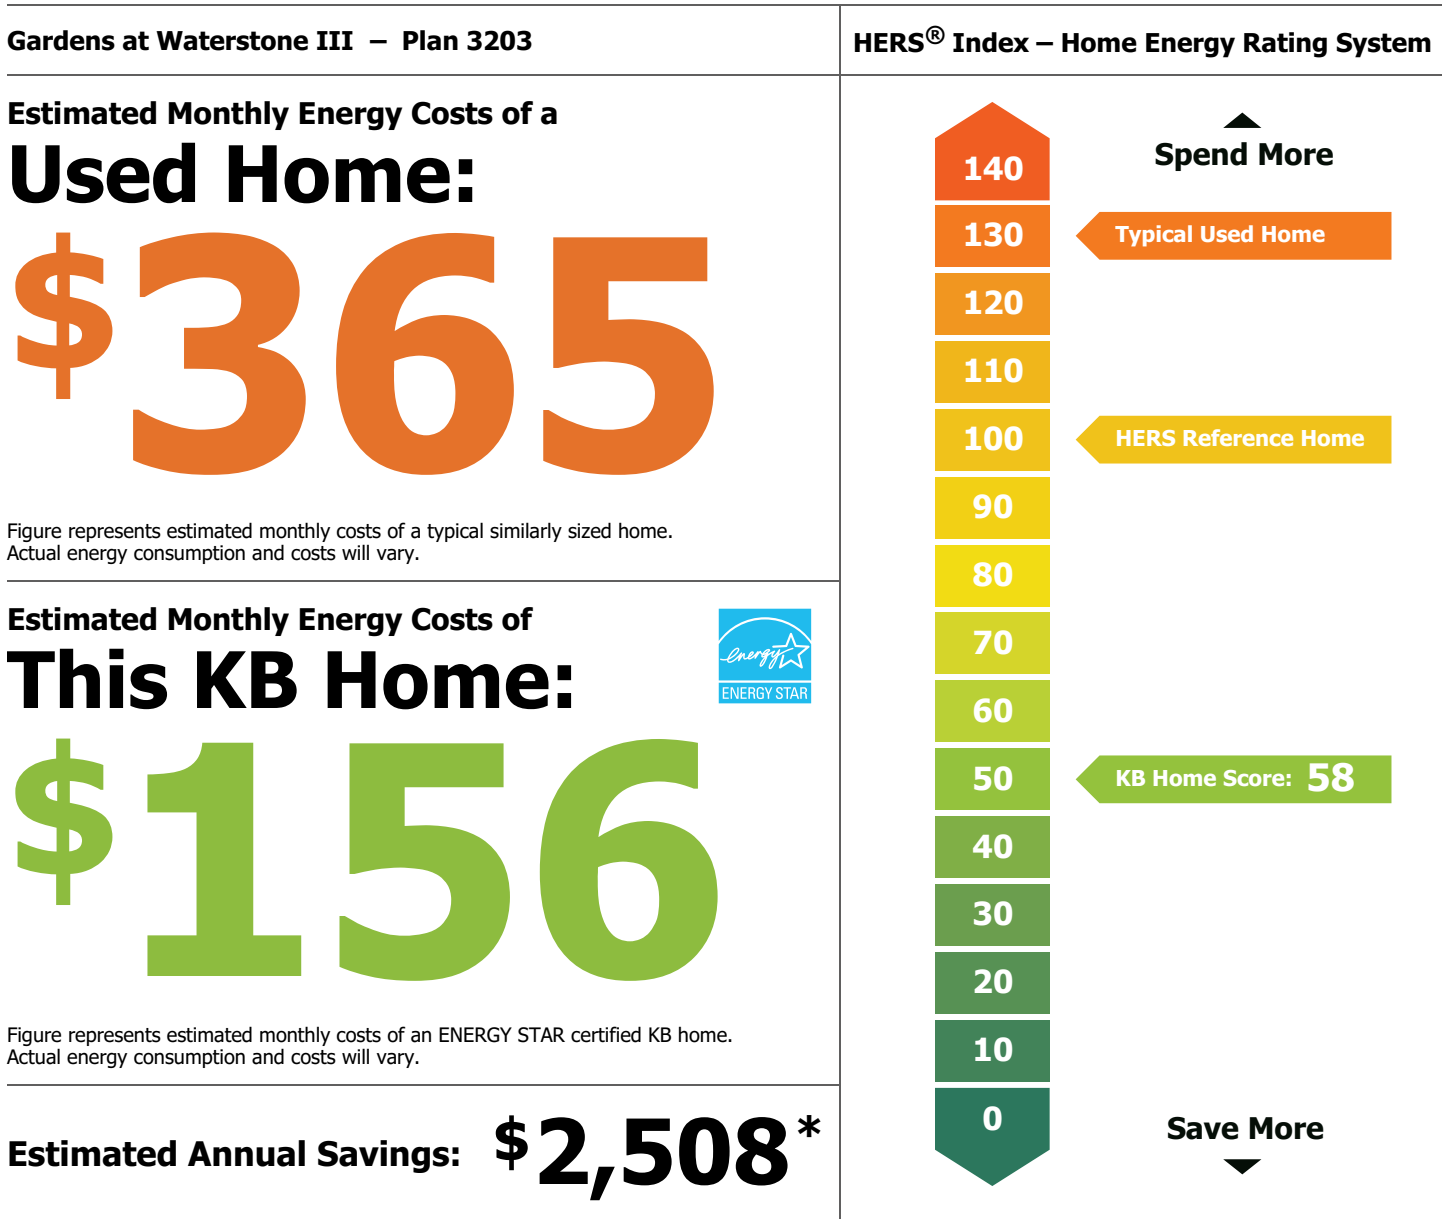 Gardens at Waterstone III – Plan 3203
Estimated Monthly Energy Costs of a
Used Home:
$365
Figure represents estimated monthly costs of a typical similarly sized home.
Actual energy consumption and costs will vary.
Estimated Monthly Energy Costs of
This KB Home:
energy
ENERGY STAR
$156
Figure represents estimated monthly costs of an ENERGY STAR certified KB home.
Actual energy consumption and costs will vary.
Estimated Annual Savings: $2,508*
HERS® Index – Home Energy Rating System
Spend More
140
130 Typical Used Home
120
110
100 HERS Reference Home
90
80
70
60
50 KB Home Score: 58
40
30
20
10
0
Save More